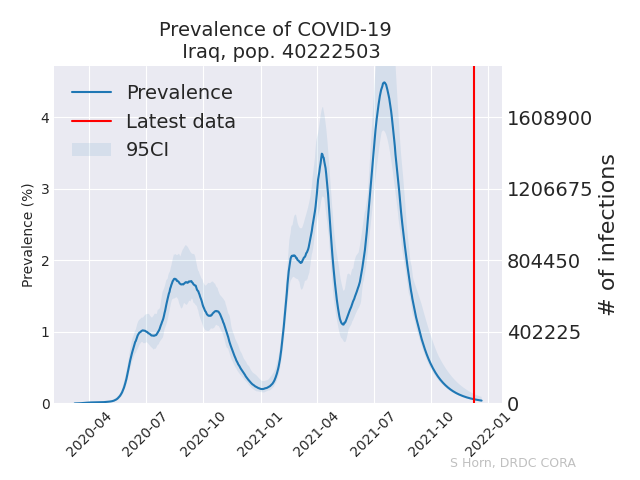 Prevalence of COVID-19
Iraq, pop. 40222503
Prevalence
Latest data
95CI
Prevalence (%)
4
3
2
1
0
1608900
1206675
804450
402225
0
# of infections
2020-04
2020-07
2020-10
2021-01
2021-04
2021-07
2021-10
2022-01
S Horn, DRDC CORA